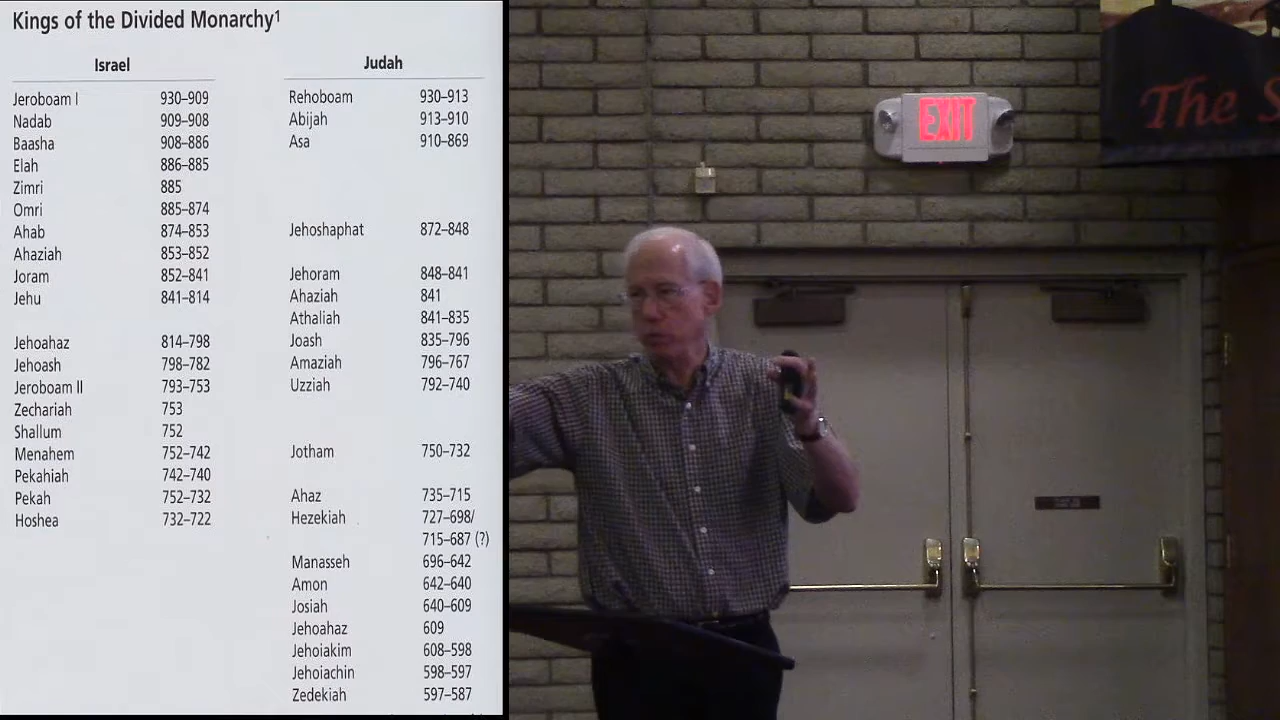 Kings of the Divided Monarchy1
Israel Judah
Jeroboam I 930–909 Rehoboam 930–913
Nadab 909–908 Abijah 913–910
Baasha 908–886 Asa 910–869
Elah 886–885
Zimri 885
Omri 885–874
Ahab 874–853 Jehoshaphat 872–848
Ahaziah 853–852
Joram 852–841 Jehoram 848–841
Jehu 841–814 Ahaziah 841
Athaliah 841–835
Jehoahaz 814–798 Joash 835–796
Jehoash 798–782 Amaziah 796–767
Jeroboam II 793–753 Uzziah 792–740
Zechariah 753
Shallum 752
Menahem 752–742 Jotham 750–732
Pekahiah 742–740
Pekah 752–732 Ahaz 735–715
Hoshea 732–722 Hezekiah 727–698/
715–687 (?)
Manasseh 696–642
Amon 642–640
Josiah 640–609
Jehoahaz 609
Jehoiakim 608–598
Jehoiachin 598–597
Zedekiah 597–587
EXIT
The